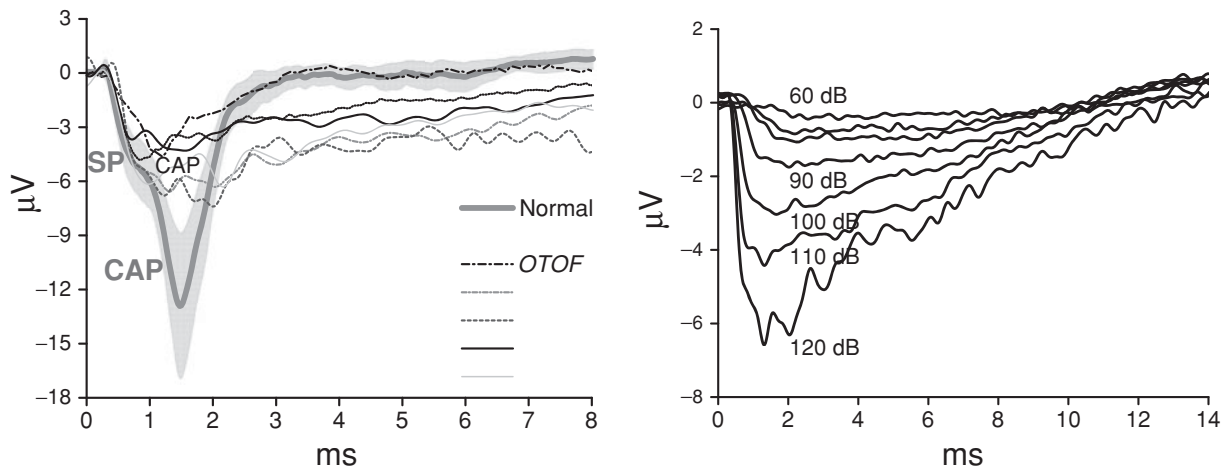 3
0
−3
−6
−9
−12
−15
−18
μV
SP
CAP
CAP
Normal
OTOF
0 1 2 3 4 5 6 7 8
ms
2
0
−2
−4
−6
−8
μV
60 dB
90 dB
100 dB
110 dB
120 dB
0 2 4 6 8 10 12 14
ms